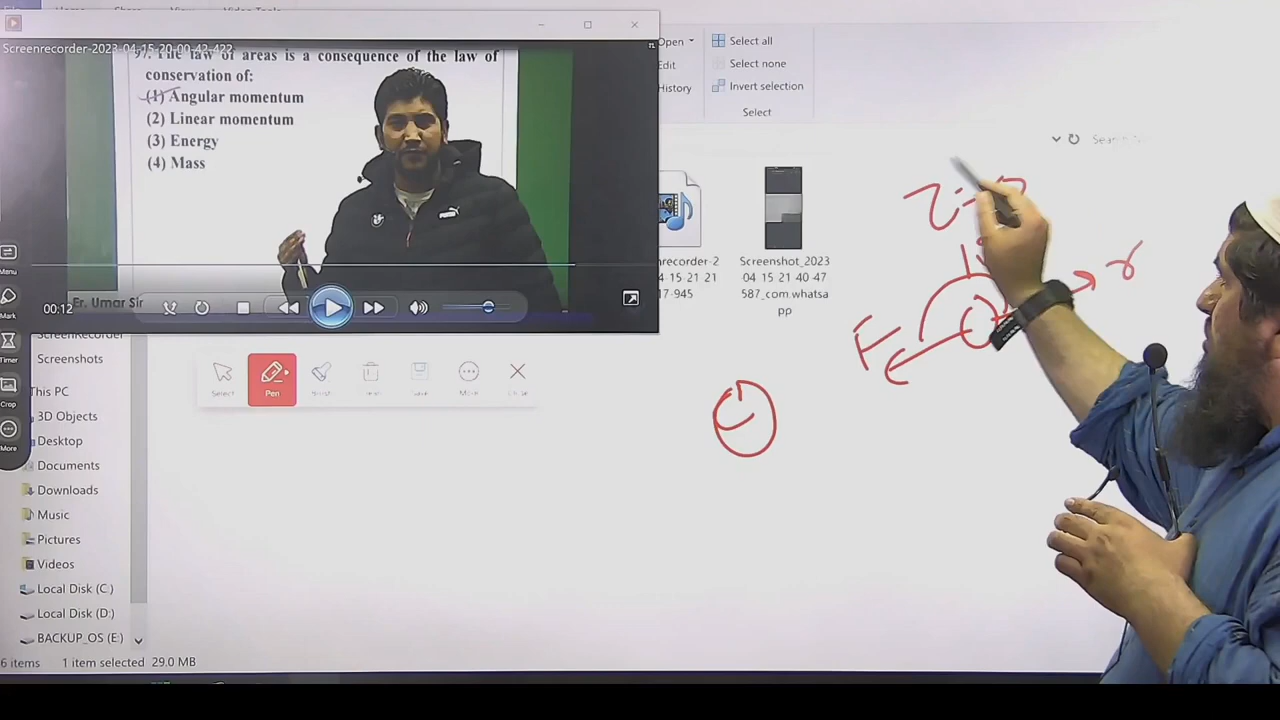 Screenrecorder-2023-04-15-20-00-42-422
97. The law of areas is a consequence of the law of
conservation of:
(1) Angular momentum
(2) Linear momentum
(3) Energy
(4) Mass
00:12
Er. Umar Sir
Menu
Mark
Timer
Crop
More
Open
Edit
History
Select all
Select none
Invert selection
Select
Screenshot_2023
04-15-21-40-47
587_com.whatsa
pp
F
r
Select
Pen
More
Screenshots
This PC
3D Objects
Desktop
Documents
Downloads
Music
Pictures
Videos
Local Disk (C:)
Local Disk (D:)
BACKUP_OS (E:)
6 items
1 item selected 29.0 MB